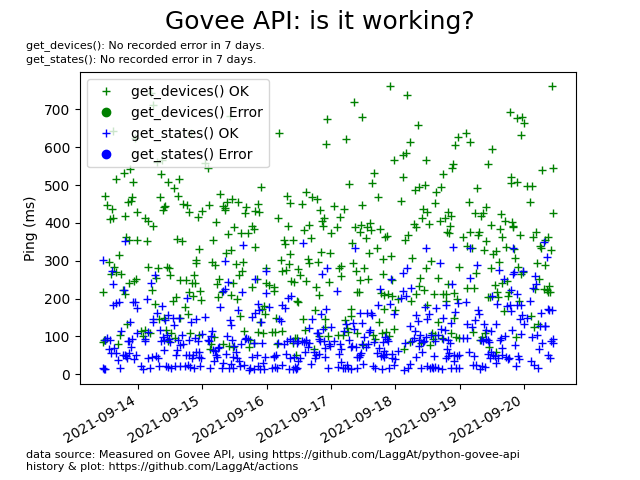 Govee API: is it working?
get_devices(): No recorded error in 7 days.
get_states(): No recorded error in 7 days.
get_devices() OK
get_devices() Error
get_states() OK
get_states() Error
Ping (ms)
700
600
500
400
300
200
100
0
2021-09-14
2021-09-15
2021-09-16
2021-09-17
2021-09-18
2021-09-19
2021-09-20
data source: Measured on Govee API, using https://github.com/LaggAt/python-govee-api
history & plot: https://github.com/LaggAt/actions